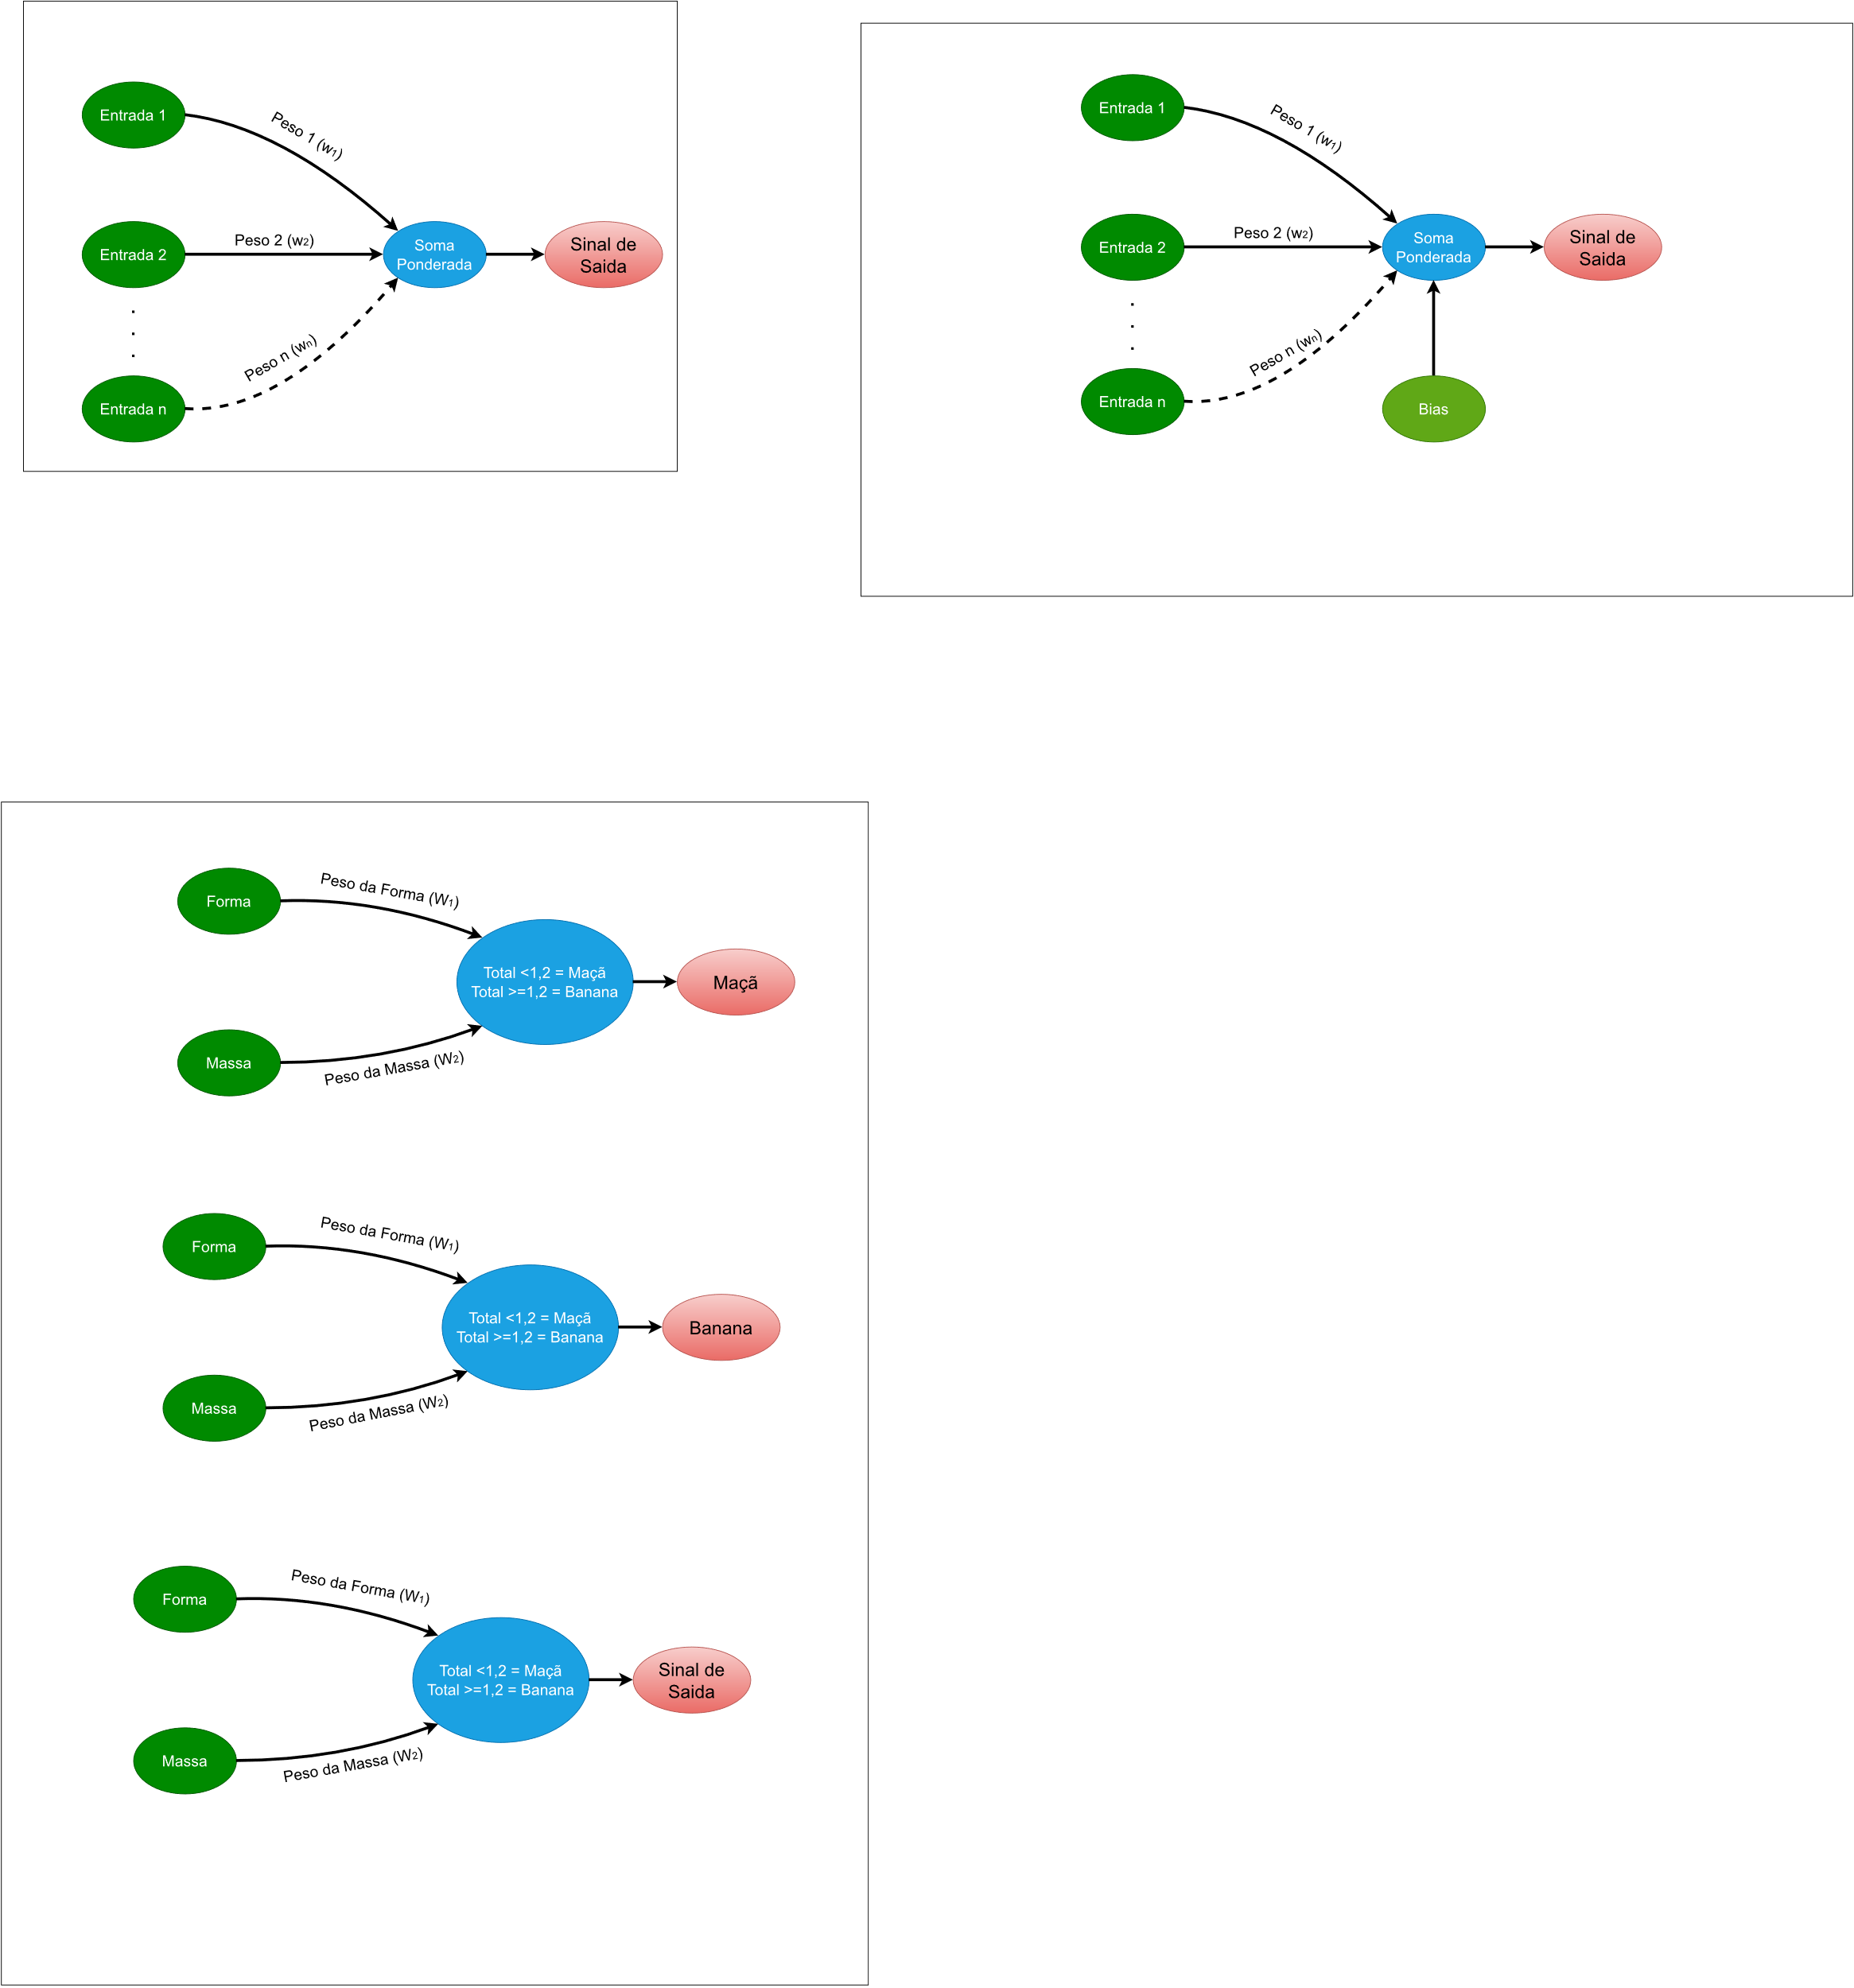 Entrada 1
Peso 1 (w1)
Entrada 2
Peso 2 (w2)
Soma
Ponderada
Sinal de
Saida
.
.
.
Peso n (wn)
Entrada n
Entrada 1
Peso 1 (w1)
Entrada 2
Peso 2 (w2)
Soma
Ponderada
Sinal de
Saida
.
.
.
Peso n (wn)
Entrada n
Bias
Forma
Peso da Forma (W1)
Total <1,2 = Maçã
Total >=1,2 = Banana
Maçã
Massa
Peso da Massa (W2)
Forma
Peso da Forma (W1)
Total <1,2 = Maçã
Total >=1,2 = Banana
Banana
Massa
Peso da Massa (W2)
Forma
Peso da Forma (W1)
Total <1,2 = Maçã
Total >=1,2 = Banana
Sinal de
Saida
Massa
Peso da Massa (W2)